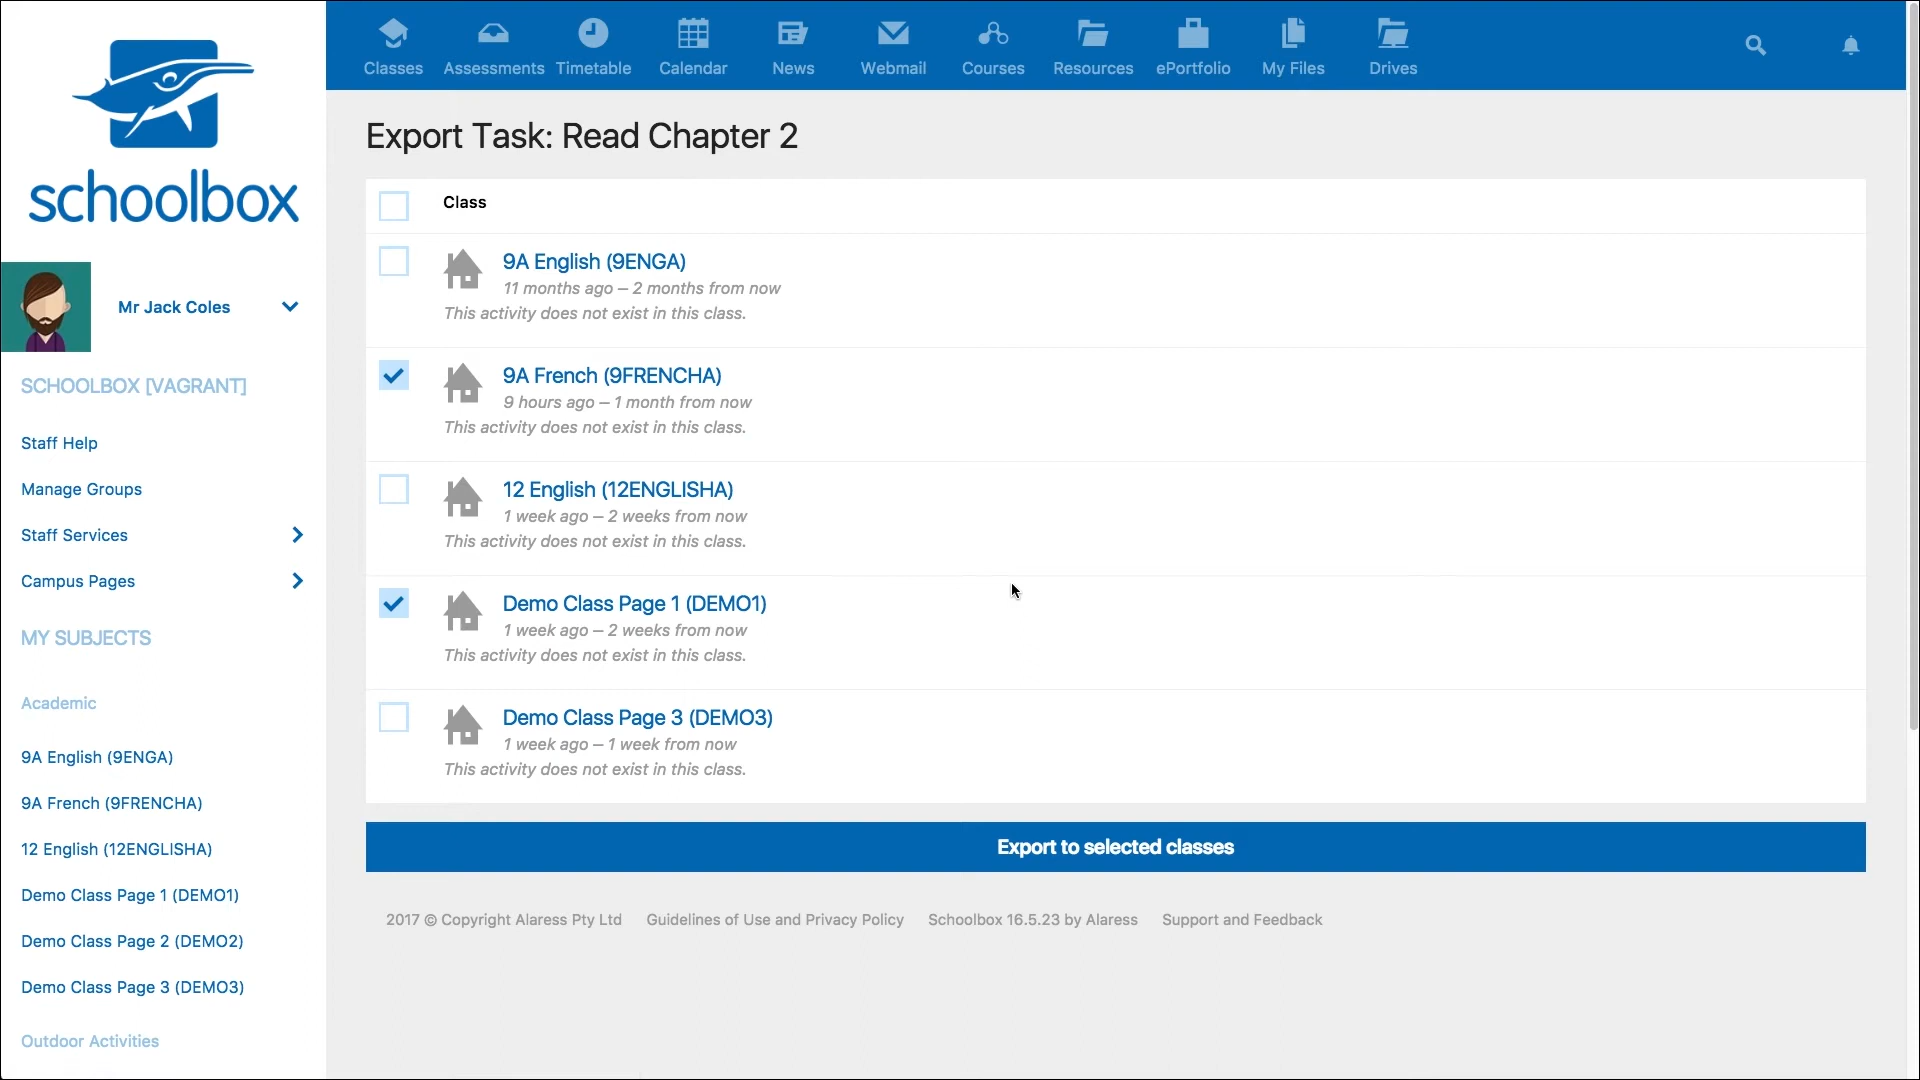 Classes Assessments Timetable Calendar News Webmail Courses Resources ePortfolio My Files Drives
schoolbox
Mr Jack Coles
SCHOOLBOX [VAGRANT]
Staff Help
Manage Groups
Staff Services
Campus Pages
MY SUBJECTS
Academic
9A English (9ENGA)
9A French (9FRENCHA)
12 English (12ENGLISHA)
Demo Class Page 1 (DEMO1)
Demo Class Page 2 (DEMO2)
Demo Class Page 3 (DEMO3)
Outdoor Activities
Export Task: Read Chapter 2
Class
9A English (9ENGA)
11 months ago – 2 months from now
This activity does not exist in this class.
9A French (9FRENCHA)
9 hours ago – 1 month from now
This activity does not exist in this class.
12 English (12ENGLISHA)
1 week ago – 2 weeks from now
This activity does not exist in this class.
Demo Class Page 1 (DEMO1)
1 week ago – 2 weeks from now
This activity does not exist in this class.
Demo Class Page 3 (DEMO3)
1 week ago – 1 week from now
This activity does not exist in this class.
Export to selected classes
2017 © Copyright Alaress Pty Ltd Guidelines of Use and Privacy Policy Schoolbox 16.5.23 by Alaress Support and Feedback